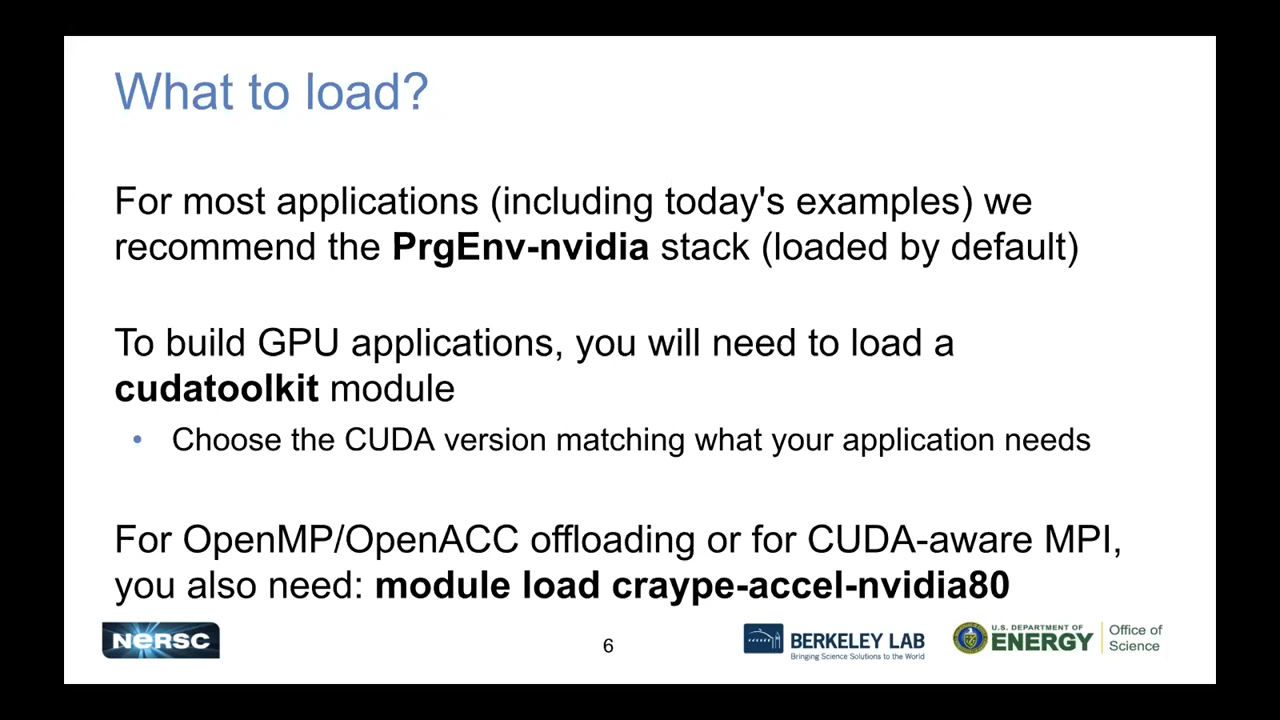 What to load?
For most applications (including today's examples) we
recommend the PrgEnv-nvidia stack (loaded by default)
To build GPU applications, you will need to load a
cudatoolkit module
• Choose the CUDA version matching what your application needs
For OpenMP/OpenACC offloading or for CUDA-aware MPI,
you also need: module load craype-accel-nvidia80
NERSC
6
BERKELEY LAB
Bringing Science Solutions to the World
U.S. DEPARTMENT OF
ENERGY
Office of
Science